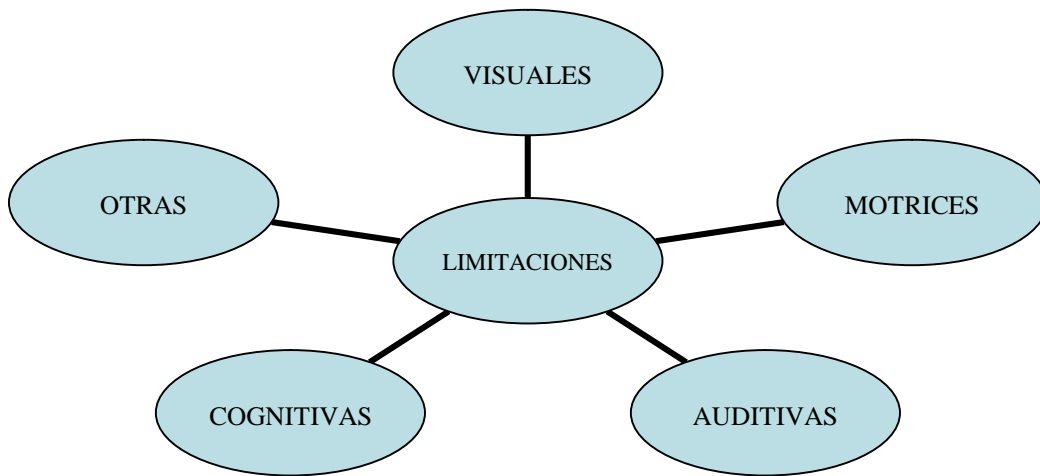 VISUALES
OTRAS
MOTRICES
LIMITACIONES
COGNITIVAS
AUDITIVAS